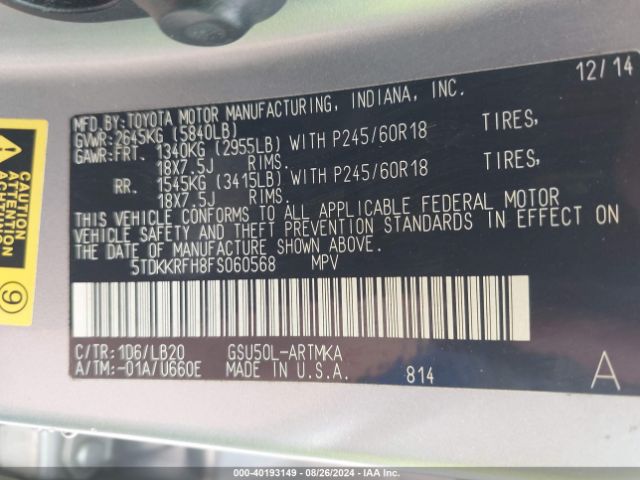 12/14
MFD.BY:TOYOTA MOTOR MANUFACTURING, INDIANA, INC.
GVWR:2645KG (5840LB)
GAWR:FRT. 1340KG (2955LB) WITH P245/60R18 TIRES,
18X7.5J RIMS.
RR. 1545KG (3415LB) WITH P245/60R18 TIRES,
18X7.5J RIMS.
THIS VEHICLE CONFORMS TO ALL APPLICABLE FEDERAL MOTOR
VEHICLE SAFETY AND THEFT PREVENTION STANDARDS IN EFFECT ON
THE DATE OF MANUFACTURE SHOWN ABOVE.
5TDKKRFH8FS060568 MPV
C/TR:1D6/LB20 GSU50L-ARTMKA
A/TM:-01A/U660E MADE IN U.S.A. 814 A
CAUTION
ATTENTION
9
000-40193149 - 08/26/2024 - IAA Inc.